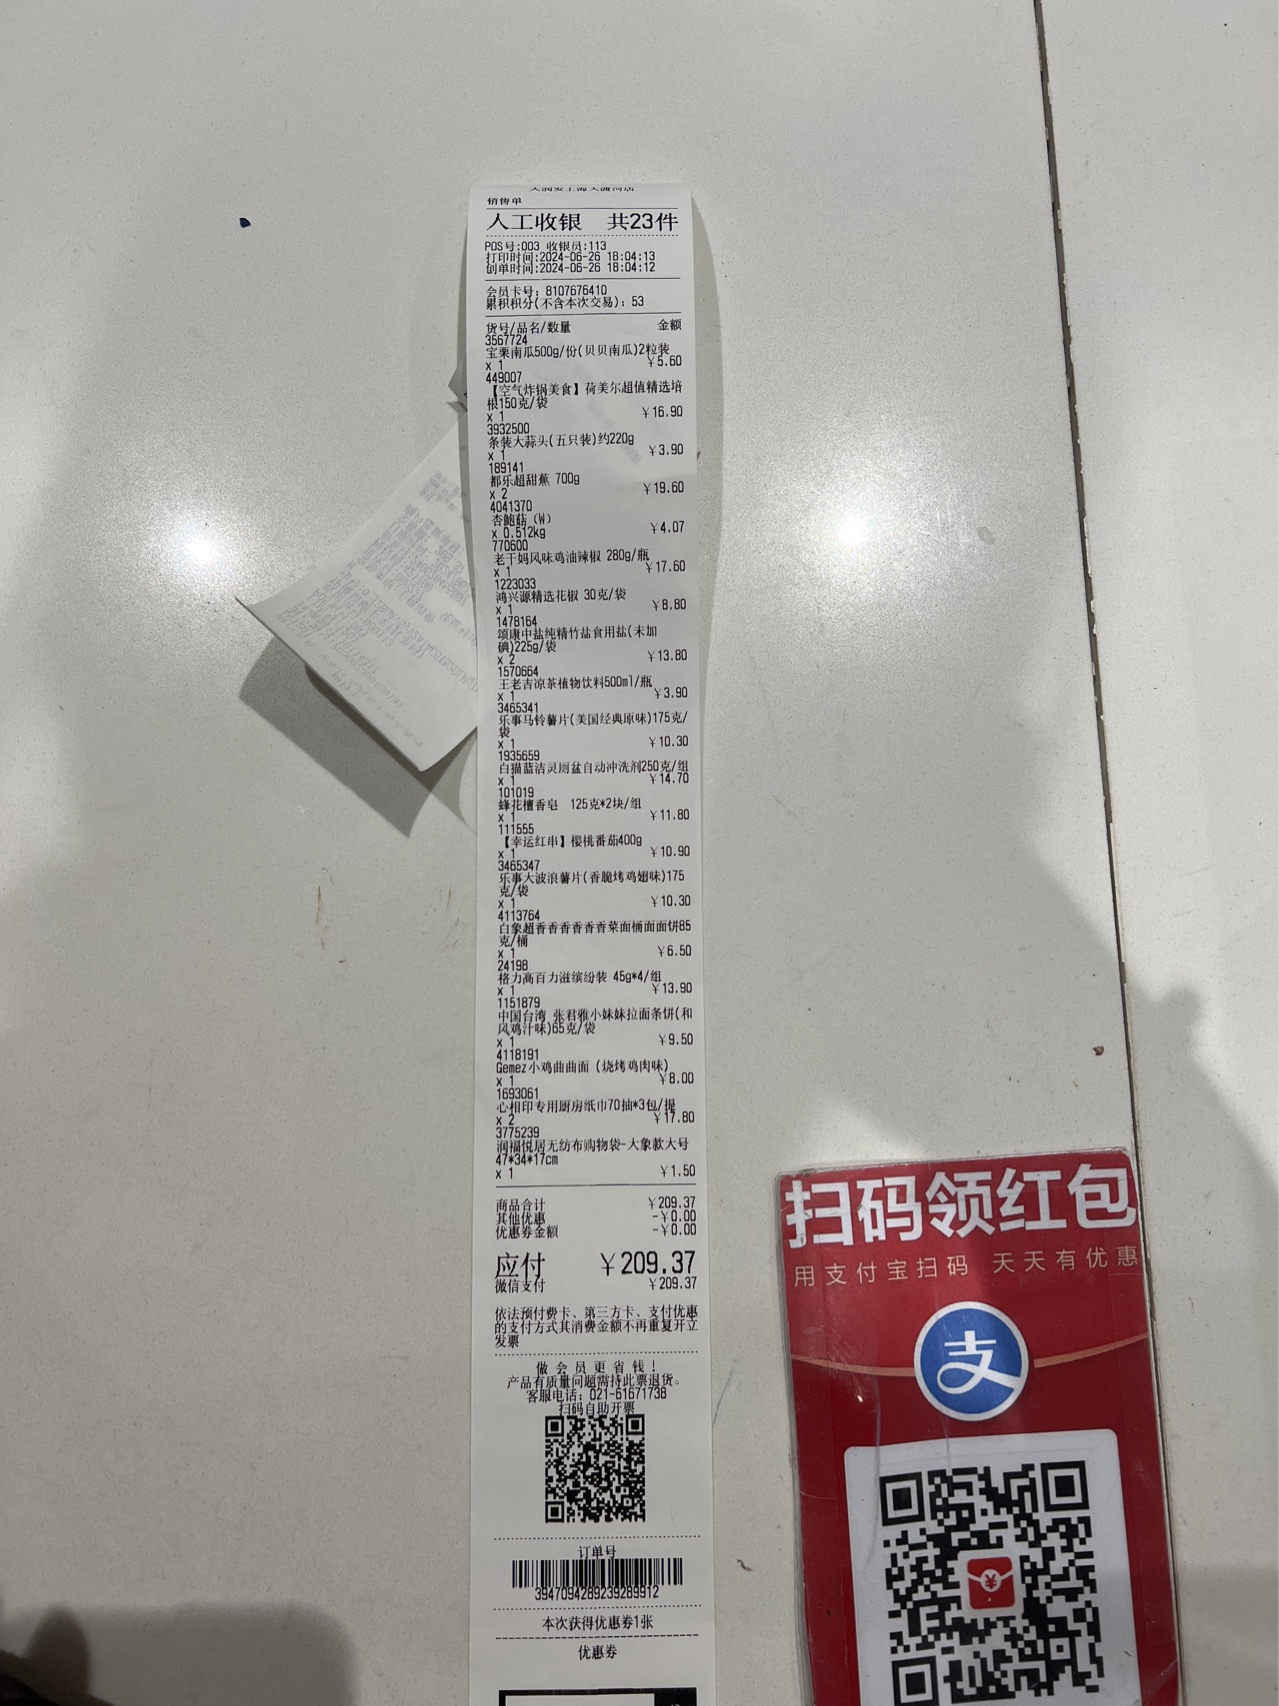 大润发上海大渡河店
销售单
人工收银 共23件
POS号:003 收银员:113
打印时间:2024-06-26 18:04:13
创单时间:2024-06-26 18:04:12
会员卡号: 8107676410
累积积分(不含本次交易): 53
货号/品名/数量 金额
3567724
宝栗南瓜500g/份(贝贝南瓜)2粒装
x 1 ￥5.60
449007
【空气炸锅美食】荷美尔超值精选培
根150克/袋
x 1 ￥16.90
3932500
条装大蒜头(五只装)约220g
x 1 ￥3.90
189141
都乐超甜蕉 700g
x 2 ￥19.60
4041370
杏鲍菇（W）
x 0.512kg ￥4.07
770600
老干妈风味鸡油辣椒 280g/瓶
x 1 ￥17.60
1223033
鸿兴源精选花椒 30克/袋
x 1 ￥8.80
1478164
颂康中盐纯精竹盐食用盐(未加
碘)225g/袋
x 2 ￥13.80
1570664
王老吉凉茶植物饮料500ml/瓶
x 1 ￥3.90
3465341
乐事马铃薯片(美国经典原味)175克/
袋
x 1 ￥10.30
1935659
白猫蓝洁灵厕盆自动冲洗剂250克/组
x 1 ￥14.70
101019
蜂花檀香皂 125克*2块/组
x 1 ￥11.80
111555
【幸运红串】樱桃番茄400g
x 1 ￥10.90
3465347
乐事大波浪薯片(香脆烤鸡翅味)175
克/袋
x 1 ￥10.30
4113764
白象超香香香香香香菜面桶面面饼85
克/桶
x 1 ￥6.50
24198
格力高百力滋缤纷装 45g*4/组
x 1 ￥13.90
1151879
中国台湾 张君雅小妹妹拉面条饼(和
风鸡汁味)65克/袋
x 1 ￥9.50
4118191
Gemez小鸡曲曲面（烧烤鸡肉味)
x 1 ￥8.00
1693061
心相印专用厨房纸巾70抽*3包/提
x 2 ￥17.80
3775239
润福悦居无纺布购物袋-大象款大号
47*34*17cm
x 1 ￥1.50
商品合计 ￥209.37
其他优惠 -￥0.00
优惠券金额 -￥0.00
应付 ￥209.37
微信支付 ￥209.37
依法预付费卡、第三方卡、支付优惠
的支付方式其消费金额不再重复开立
发票
做会员更省钱！
产品有质量问题需持此票退货。
客服电话: 021-61671738
扫码自助开票
订单号
3947094289239289912
本次获得优惠券1张
优惠券
扫码领红包
用支付宝扫码 天天有优惠
支